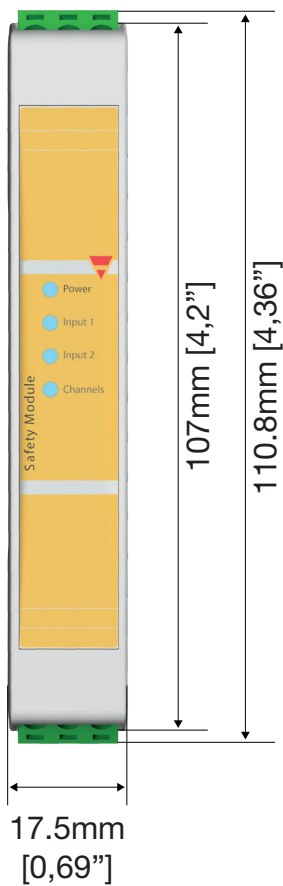 Power
Input 1
Input 2
Channels
Safety Module
107mm [4,2”]
110.8mm [4,36”]
17.5mm
[0,69”]